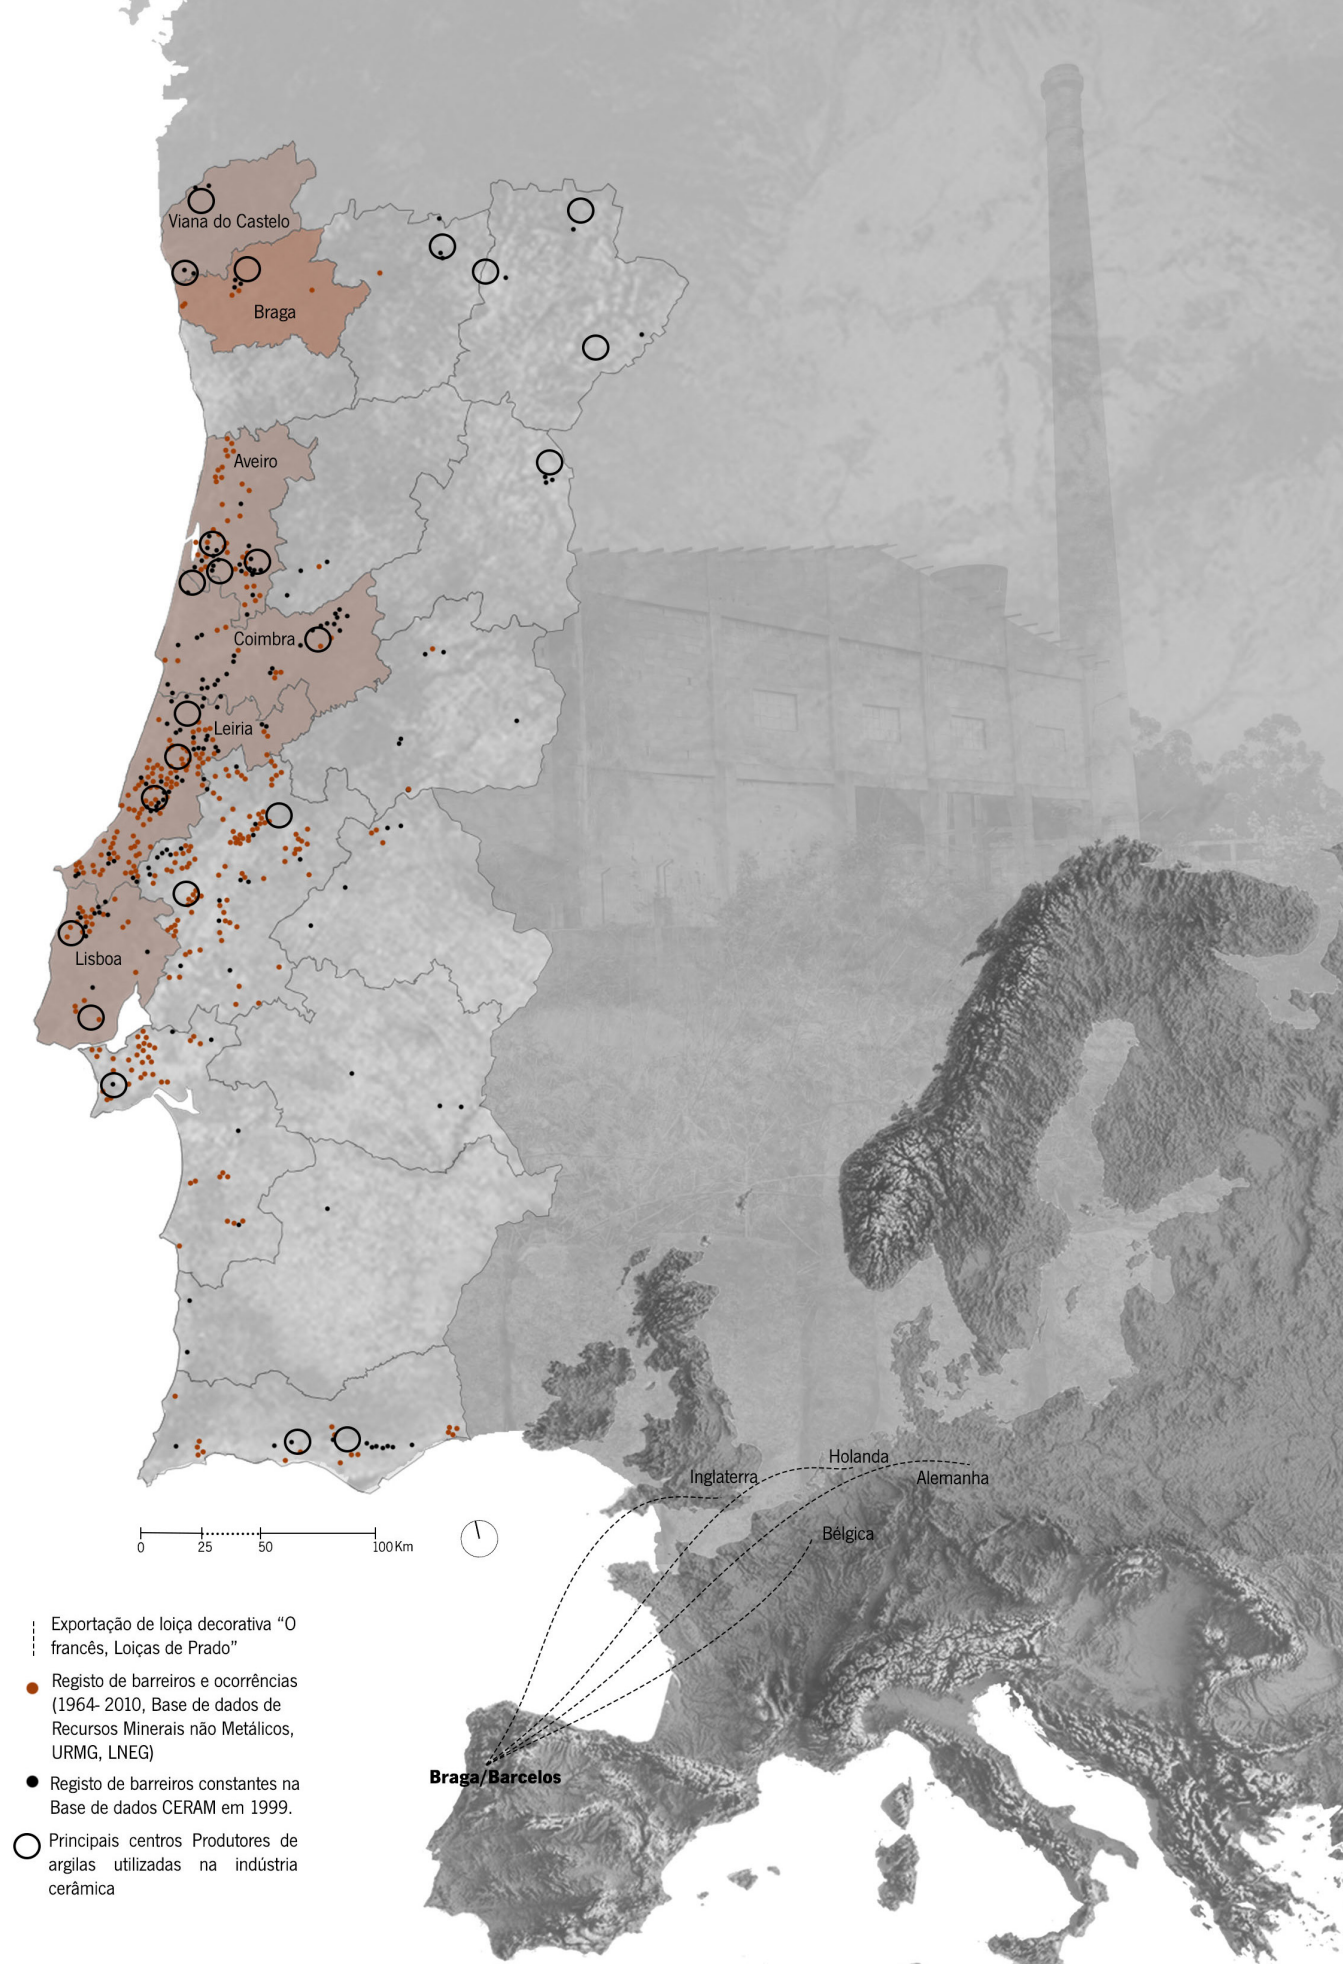 Viana do Castelo
Braga
Aveiro
Coimbra
Leiria
Lisboa
Holanda
Inglaterra
Alemanha
Bélgica
0 25 50 100 Km
Exportação de loiça decorativa “O
francês, Loiças de Prado”
Registo de barreiros e ocorrências
(1964- 2010, Base de dados de
Recursos Minerais não Metálicos,
URMG, LNEG)
Braga/Barcelos
Registo de barreiros constantes na
Base de dados CERAM em 1999.
Principais centros Produtores de
argilas utilizadas na indústria
cerâmica